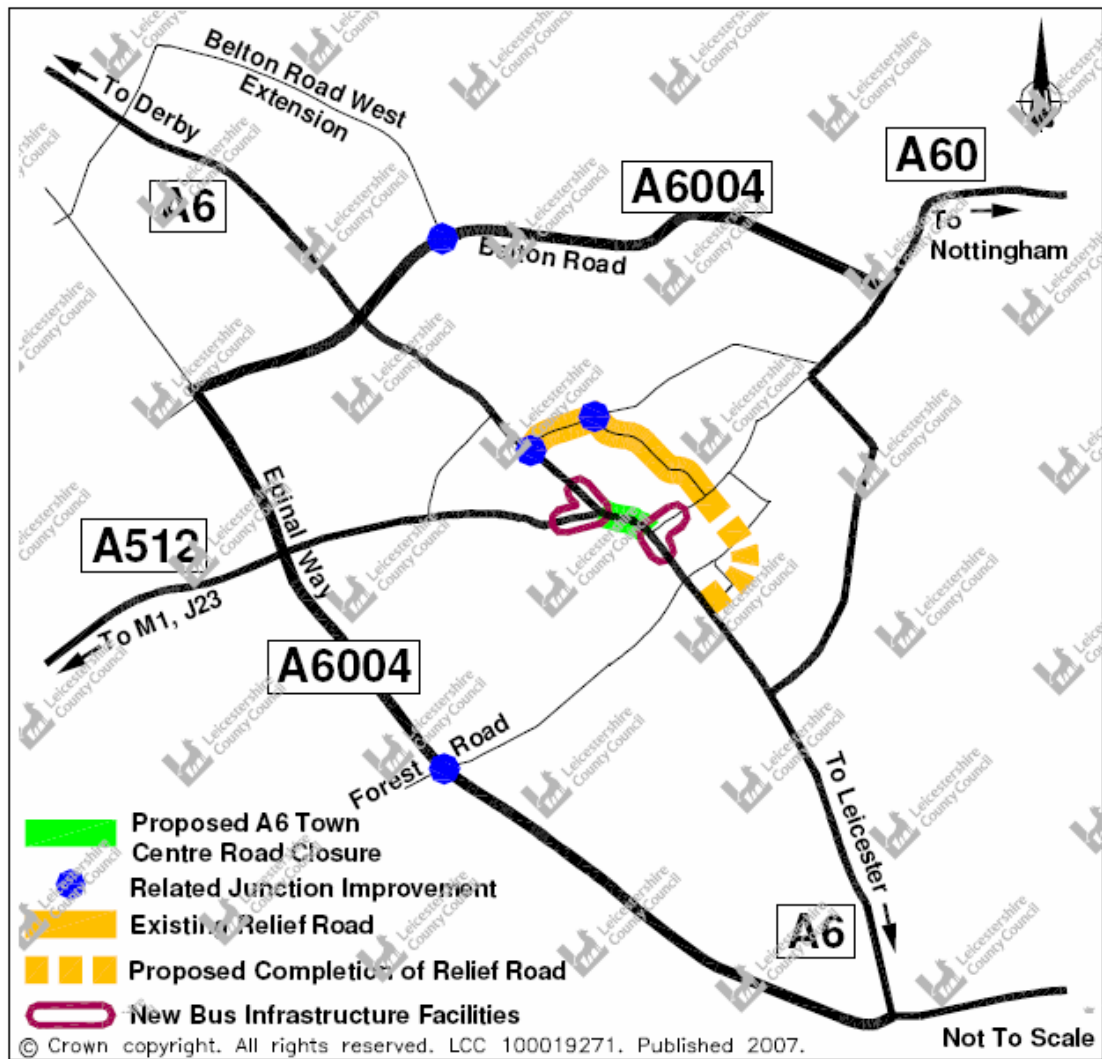 Belton Road West
Extension
To Derby
A6
A6004
A60
To
Nottingham
Belton Road
Epinal Way
A512
To M1, J23
A6004
Forest Road
To Leicester
A6
Proposed A6 Town
Centre Road Closure
Related Junction Improvement
Existing Relief Road
Proposed Completion of Relief Road
New Bus Infrastructure Facilities
Not To Scale
© Crown copyright. All rights reserved. LCC 100019271. Published 2007.
Leicestershire
County Council